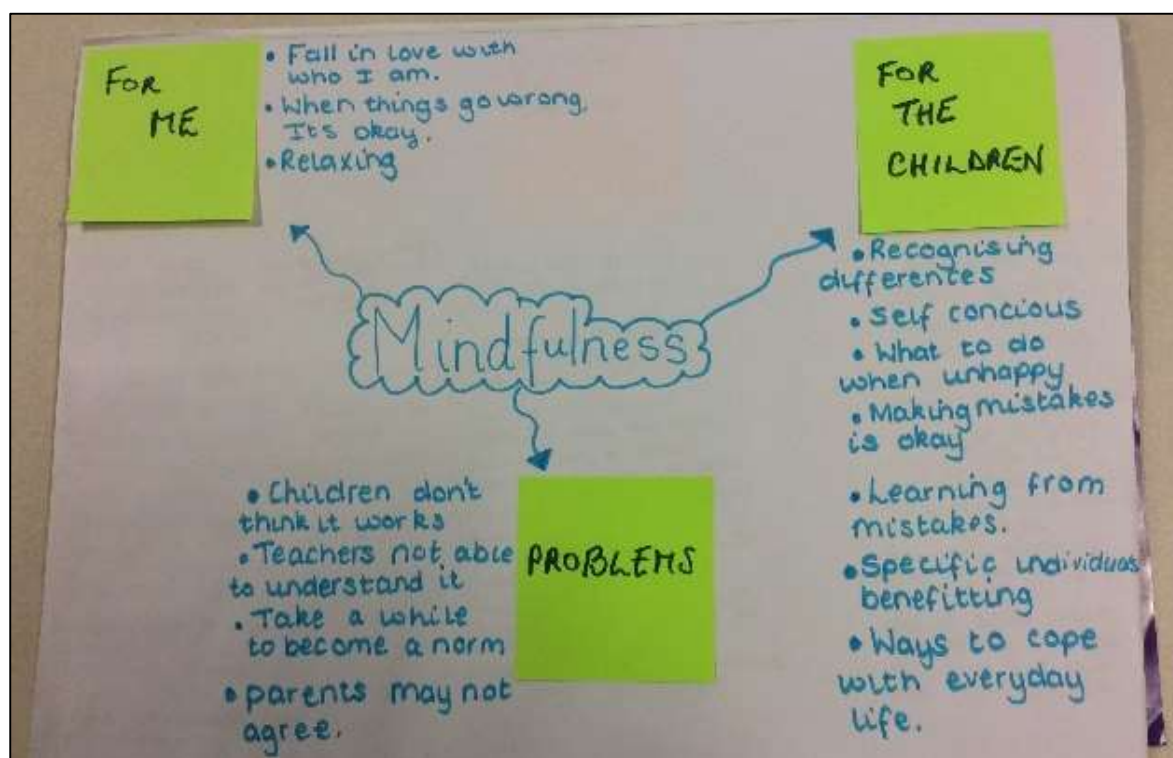 FOR
ME
• Fall in love with
who I am.
• When things go wrong.
It's okay.
• Relaxing
FOR
THE
CHILDREN
• Recognising
differentes
• Self concious
• What to do
when unhappy
• Making mistakes
is okay
• Learning from
mistakes.
• Specific individuas
benefitting
• Ways to cope
with everyday
life.
Mindfulness
PROBLEMS
• Children don't
think it works
• Teachers not able
to understand it
• Take a while
to become a norm
• parents may not
agree.